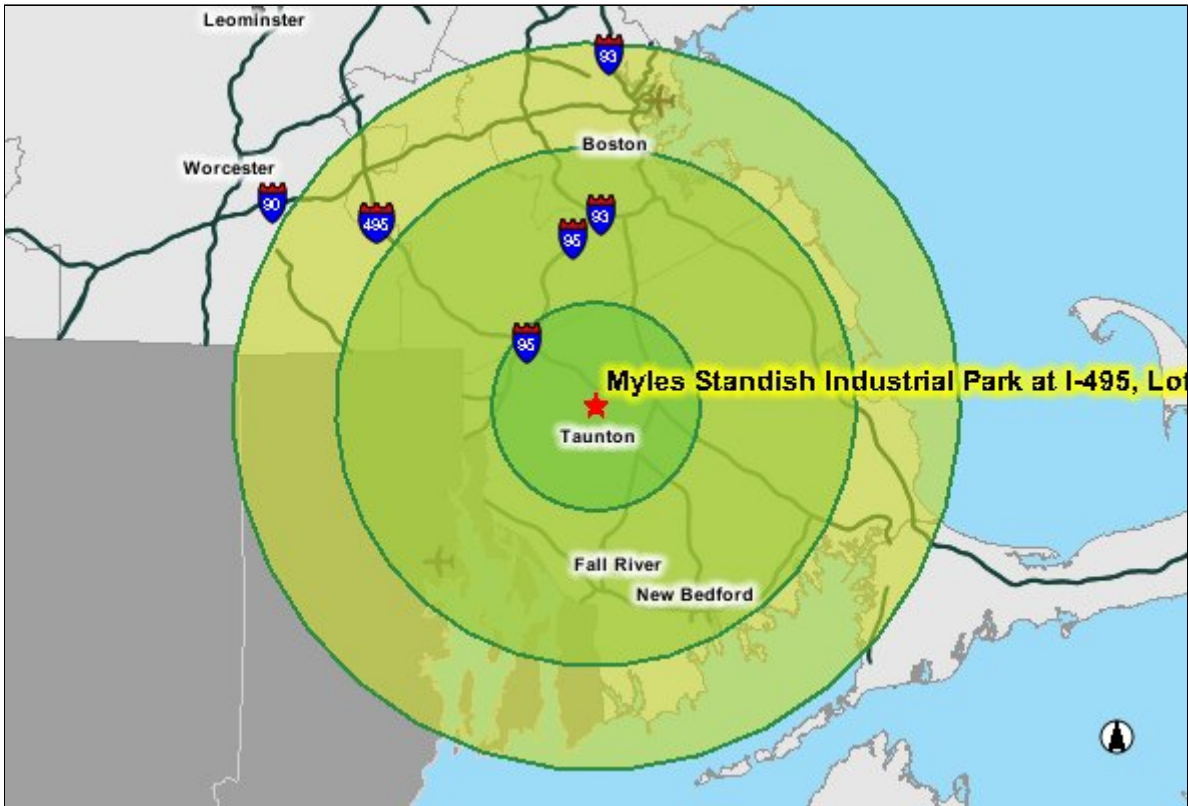 Leominster
93
Boston
Worcester
90
495
93
95
95
Myles Standish Industrial Park at I-495, Lot
Taunton
Fall River
New Bedford